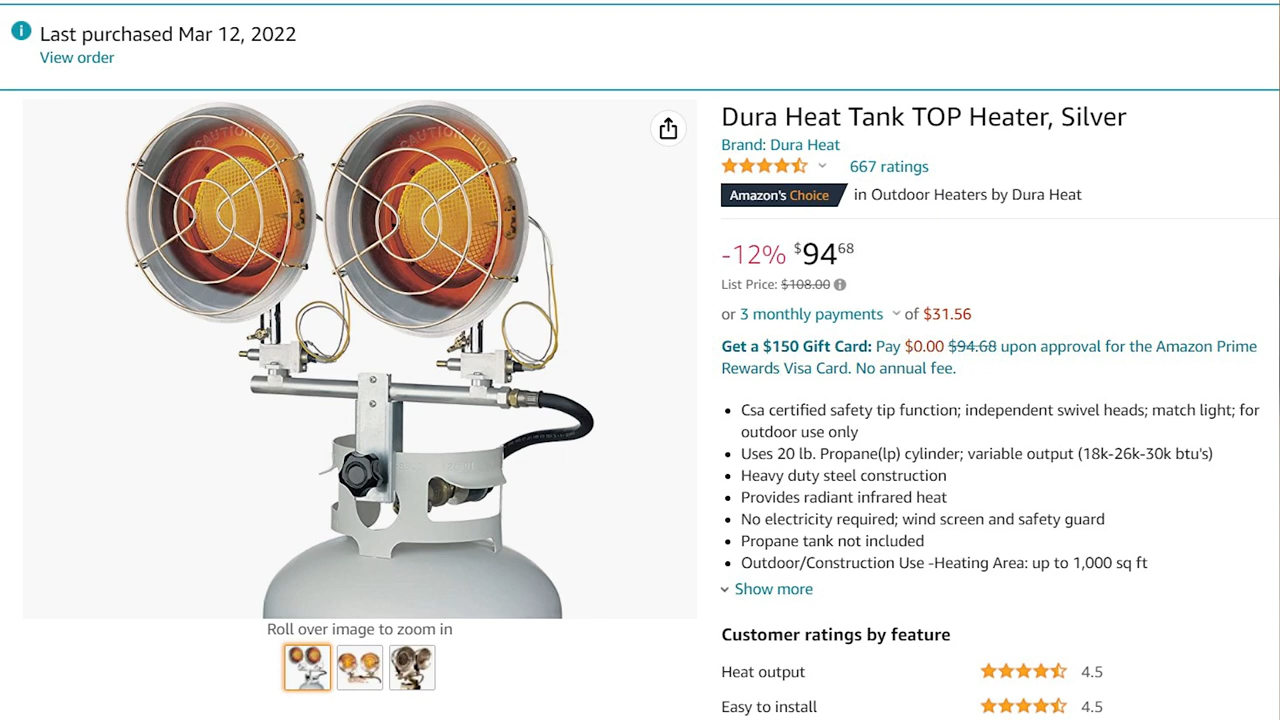 Last purchased Mar 12, 2022
View order
CAUTION HOT
CAUTION HOT
Roll over image to zoom in
Dura Heat Tank TOP Heater, Silver
Brand: Dura Heat
667 ratings
Amazon's Choice in Outdoor Heaters by Dura Heat
-12% $94 68
List Price: $108.00
or 3 monthly payments of $31.56
Get a $150 Gift Card: Pay $0.00 $94.68 upon approval for the Amazon Prime
Rewards Visa Card. No annual fee.
Csa certified safety tip function; independent swivel heads; match light; for
outdoor use only
Uses 20 lb. Propane(lp) cylinder; variable output (18k-26k-30k btu's)
Heavy duty steel construction
Provides radiant infrared heat
No electricity required; wind screen and safety guard
Propane tank not included
Outdoor/Construction Use -Heating Area: up to 1,000 sq ft
Show more
Customer ratings by feature
Heat output 4.5
Easy to install 4.5